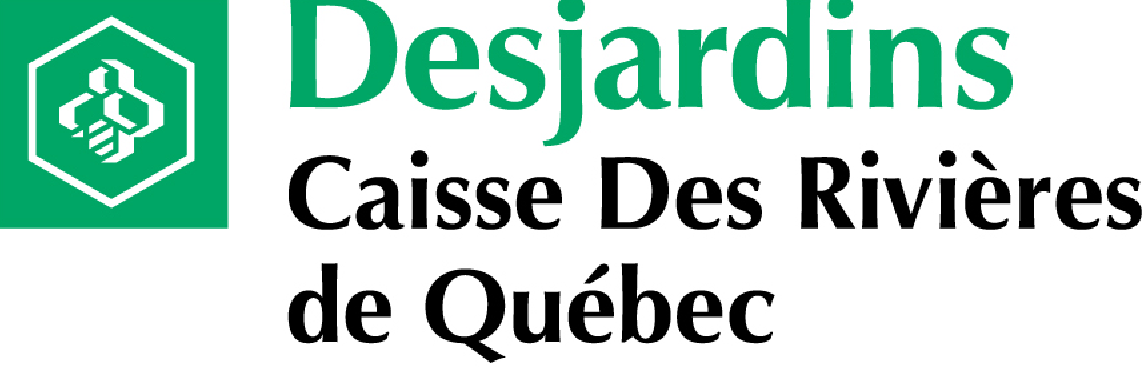 Desjardins
Caisse Des Rivières
de Québec